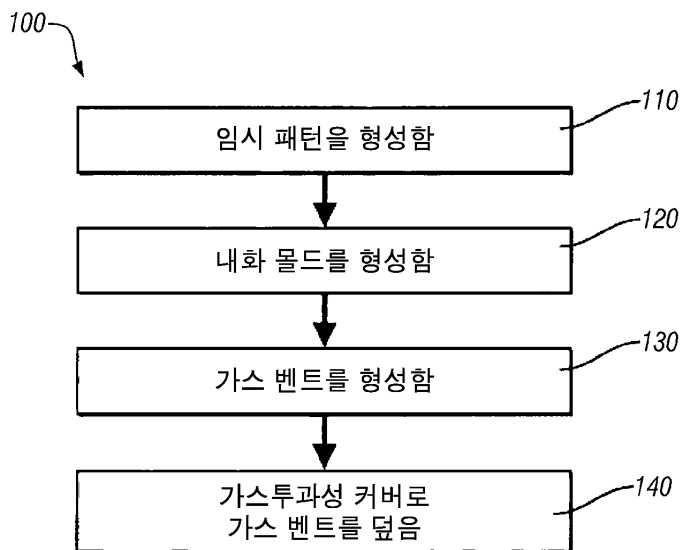 100
110
임시 패턴을 형성함
120
내화 몰드를 형성함
130
가스 벤트를 형성함
140
가스투과성 커버로
가스 벤트를 덮음